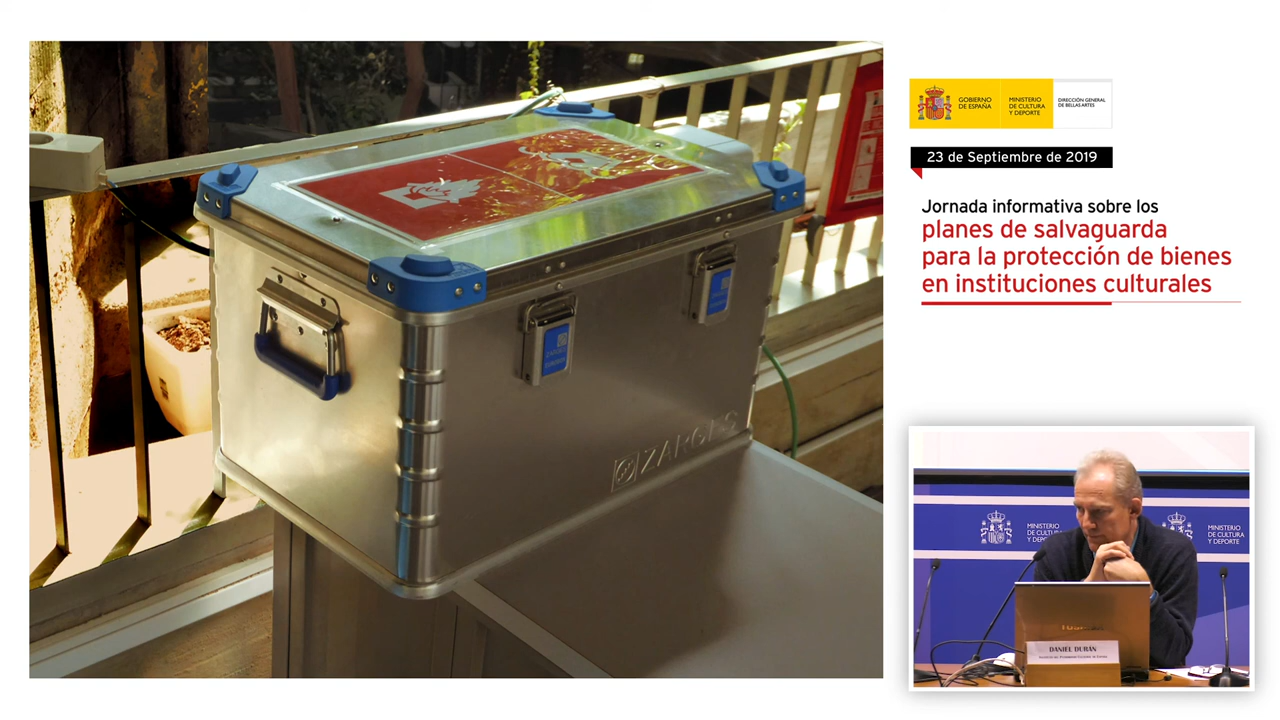 GOBIERNO
DE ESPAÑA
MINISTERIO
DE CULTURA
Y DEPORTE
DIRECCIÓN GENERAL
DE BELLAS ARTES
23 de Septiembre de 2019
Jornada informativa sobre los
planes de salvaguarda
para la protección de bienes
en instituciones culturales
ZARGES
MINISTERIO
DE CULTURA
Y DEPORTE
MINISTERIO
DE CULTURA
Y DEPORTE
DANIEL DURÁN